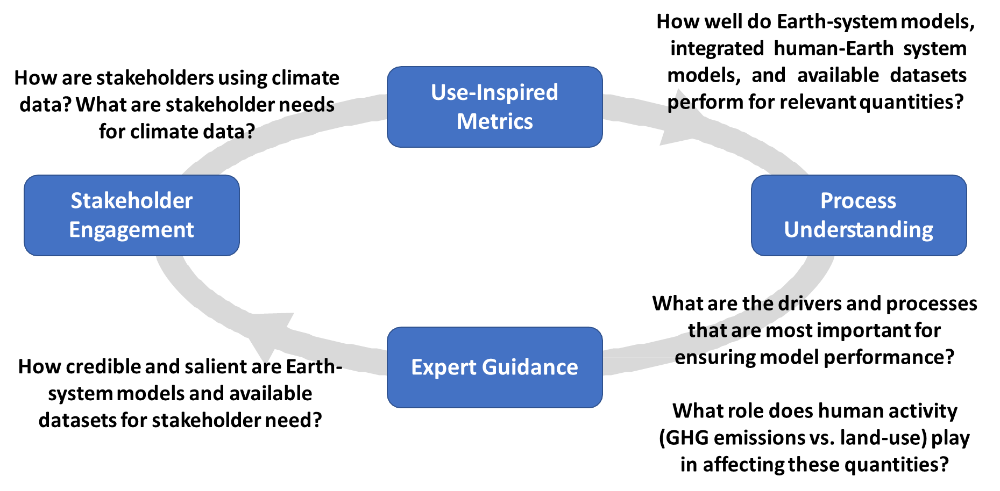 How well do Earth-system models,
integrated human-Earth system
models, and available datasets
perform for relevant quantities?
How are stakeholders using climate
data? What are stakeholder needs
for climate data?
Use-Inspired
Metrics
Stakeholder
Engagement
Process
Understanding
What are the drivers and processes
that are most important for
ensuring model performance?
Expert Guidance
How credible and salient are Earth-
system models and available
datasets for stakeholder need?
What role does human activity
(GHG emissions vs. land-use) play
in affecting these quantities?